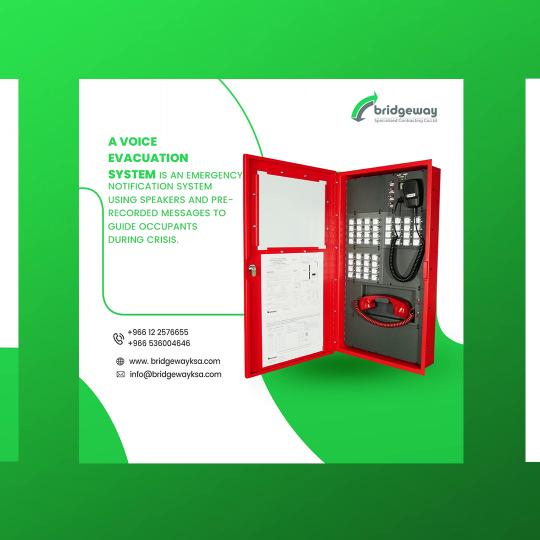 bridgeway
Specialised Contracting Co.Ltd
A VOICE
EVACUATION
SYSTEM IS AN EMERGENCY
NOTIFICATION SYSTEM
USING SPEAKERS AND PRE-
RECORDED MESSAGES TO
GUIDE OCCUPANTS
DURING CRISIS.
+966 12 2576655
+966 536004646
www. bridgewayksa.com
info@bridgewayksa.com